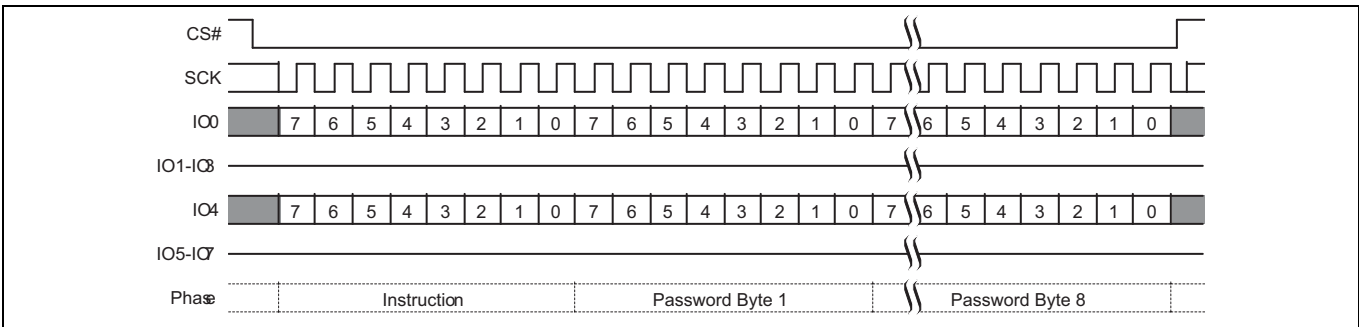 CS#
SCK
IO0 7 6 5 4 3 2 1 0 7 6 5 4 3 2 1 0 7 6 5 4 3 2 1 0
IO1-IO3
IO4 7 6 5 4 3 2 1 0 7 6 5 4 3 2 1 0 7 6 5 4 3 2 1 0
IO5-IO7
Phase Instruction Password Byte 1 Password Byte 8